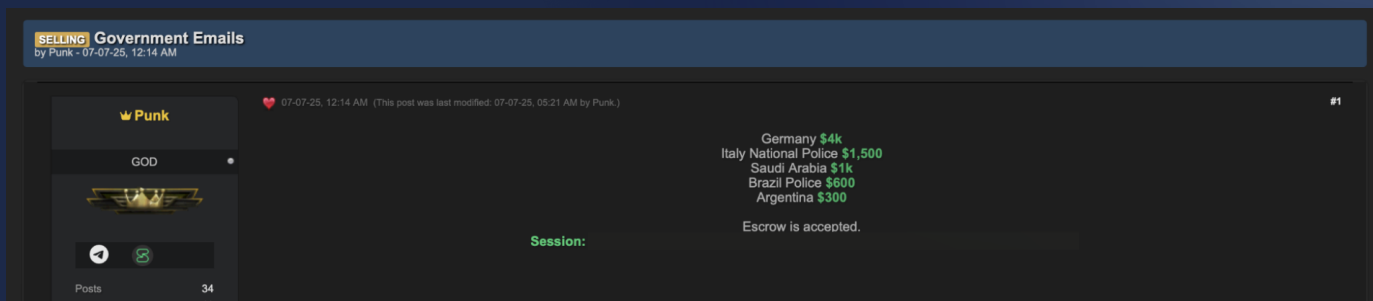 SELLING Government Emails
by Punk - 07-07-25, 12:14 AM
07-07-25, 12:14 AM (This post was last modified: 07-07-25, 05:21 AM by Punk.)
#1
Punk
GOD
Posts 34
Germany $4k
Italy National Police $1,500
Saudi Arabia $1k
Brazil Police $600
Argentina $300
Escrow is accepted.
Session: